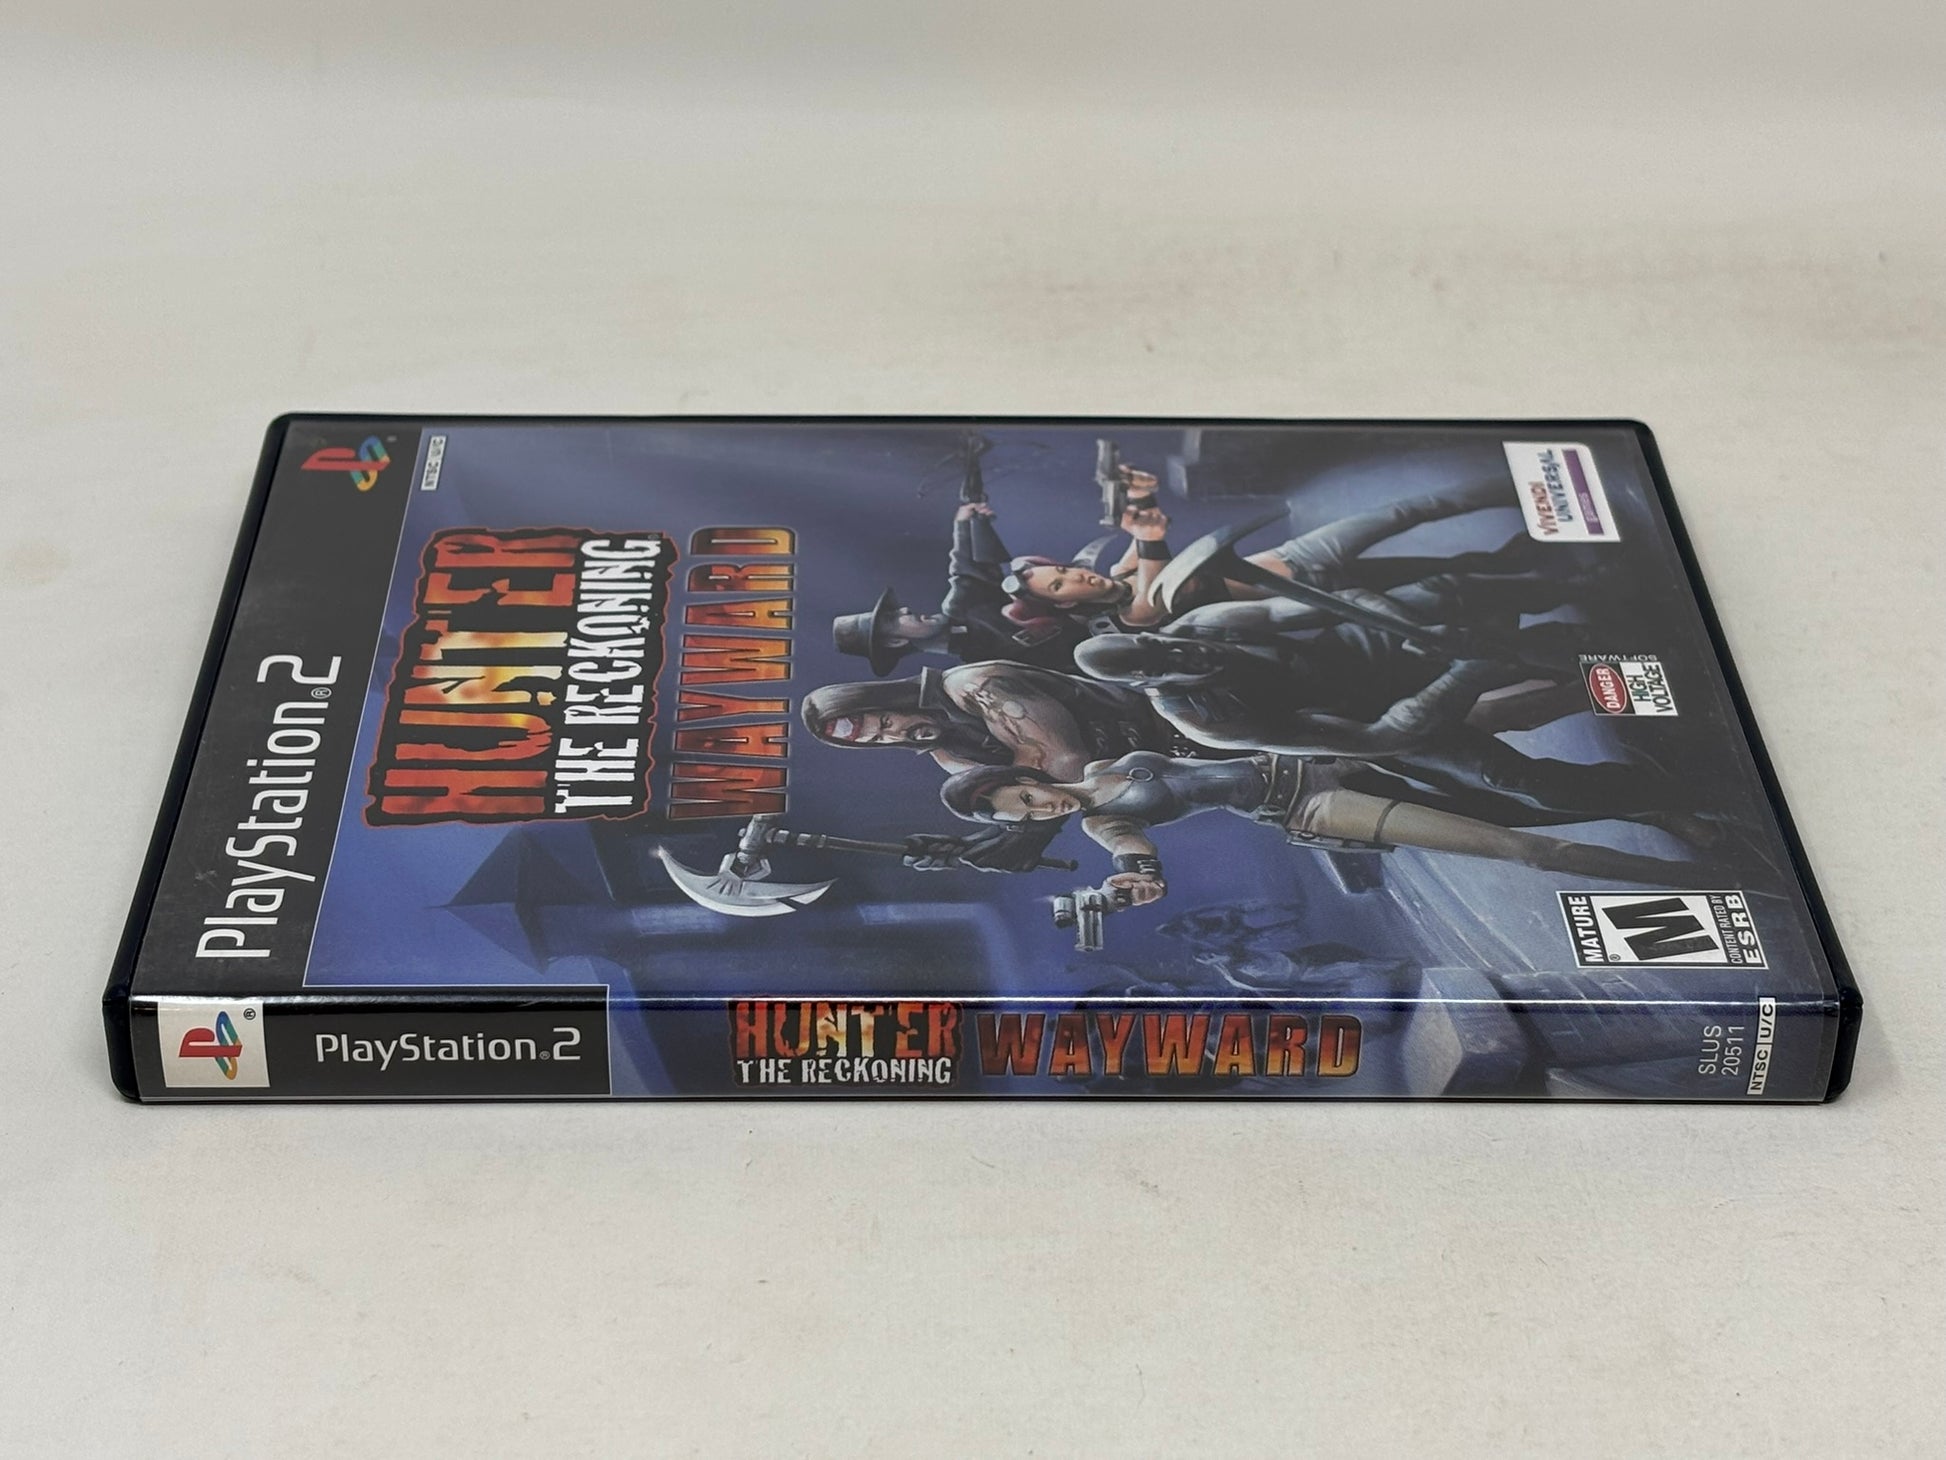 PlayStation®2
NTSC U/C
HUNTER
THE RECKONING
WAYWARD
VIVENDI
UNIVERSAL
games
DANGER
HIGH
VOLTAGE
SOFTWARE
MATURE
M
CONTENT RATED BY
ESRB
PlayStation®2
HUNTER
THE RECKONING
WAYWARD
SLUS
20511
NTSC U/C